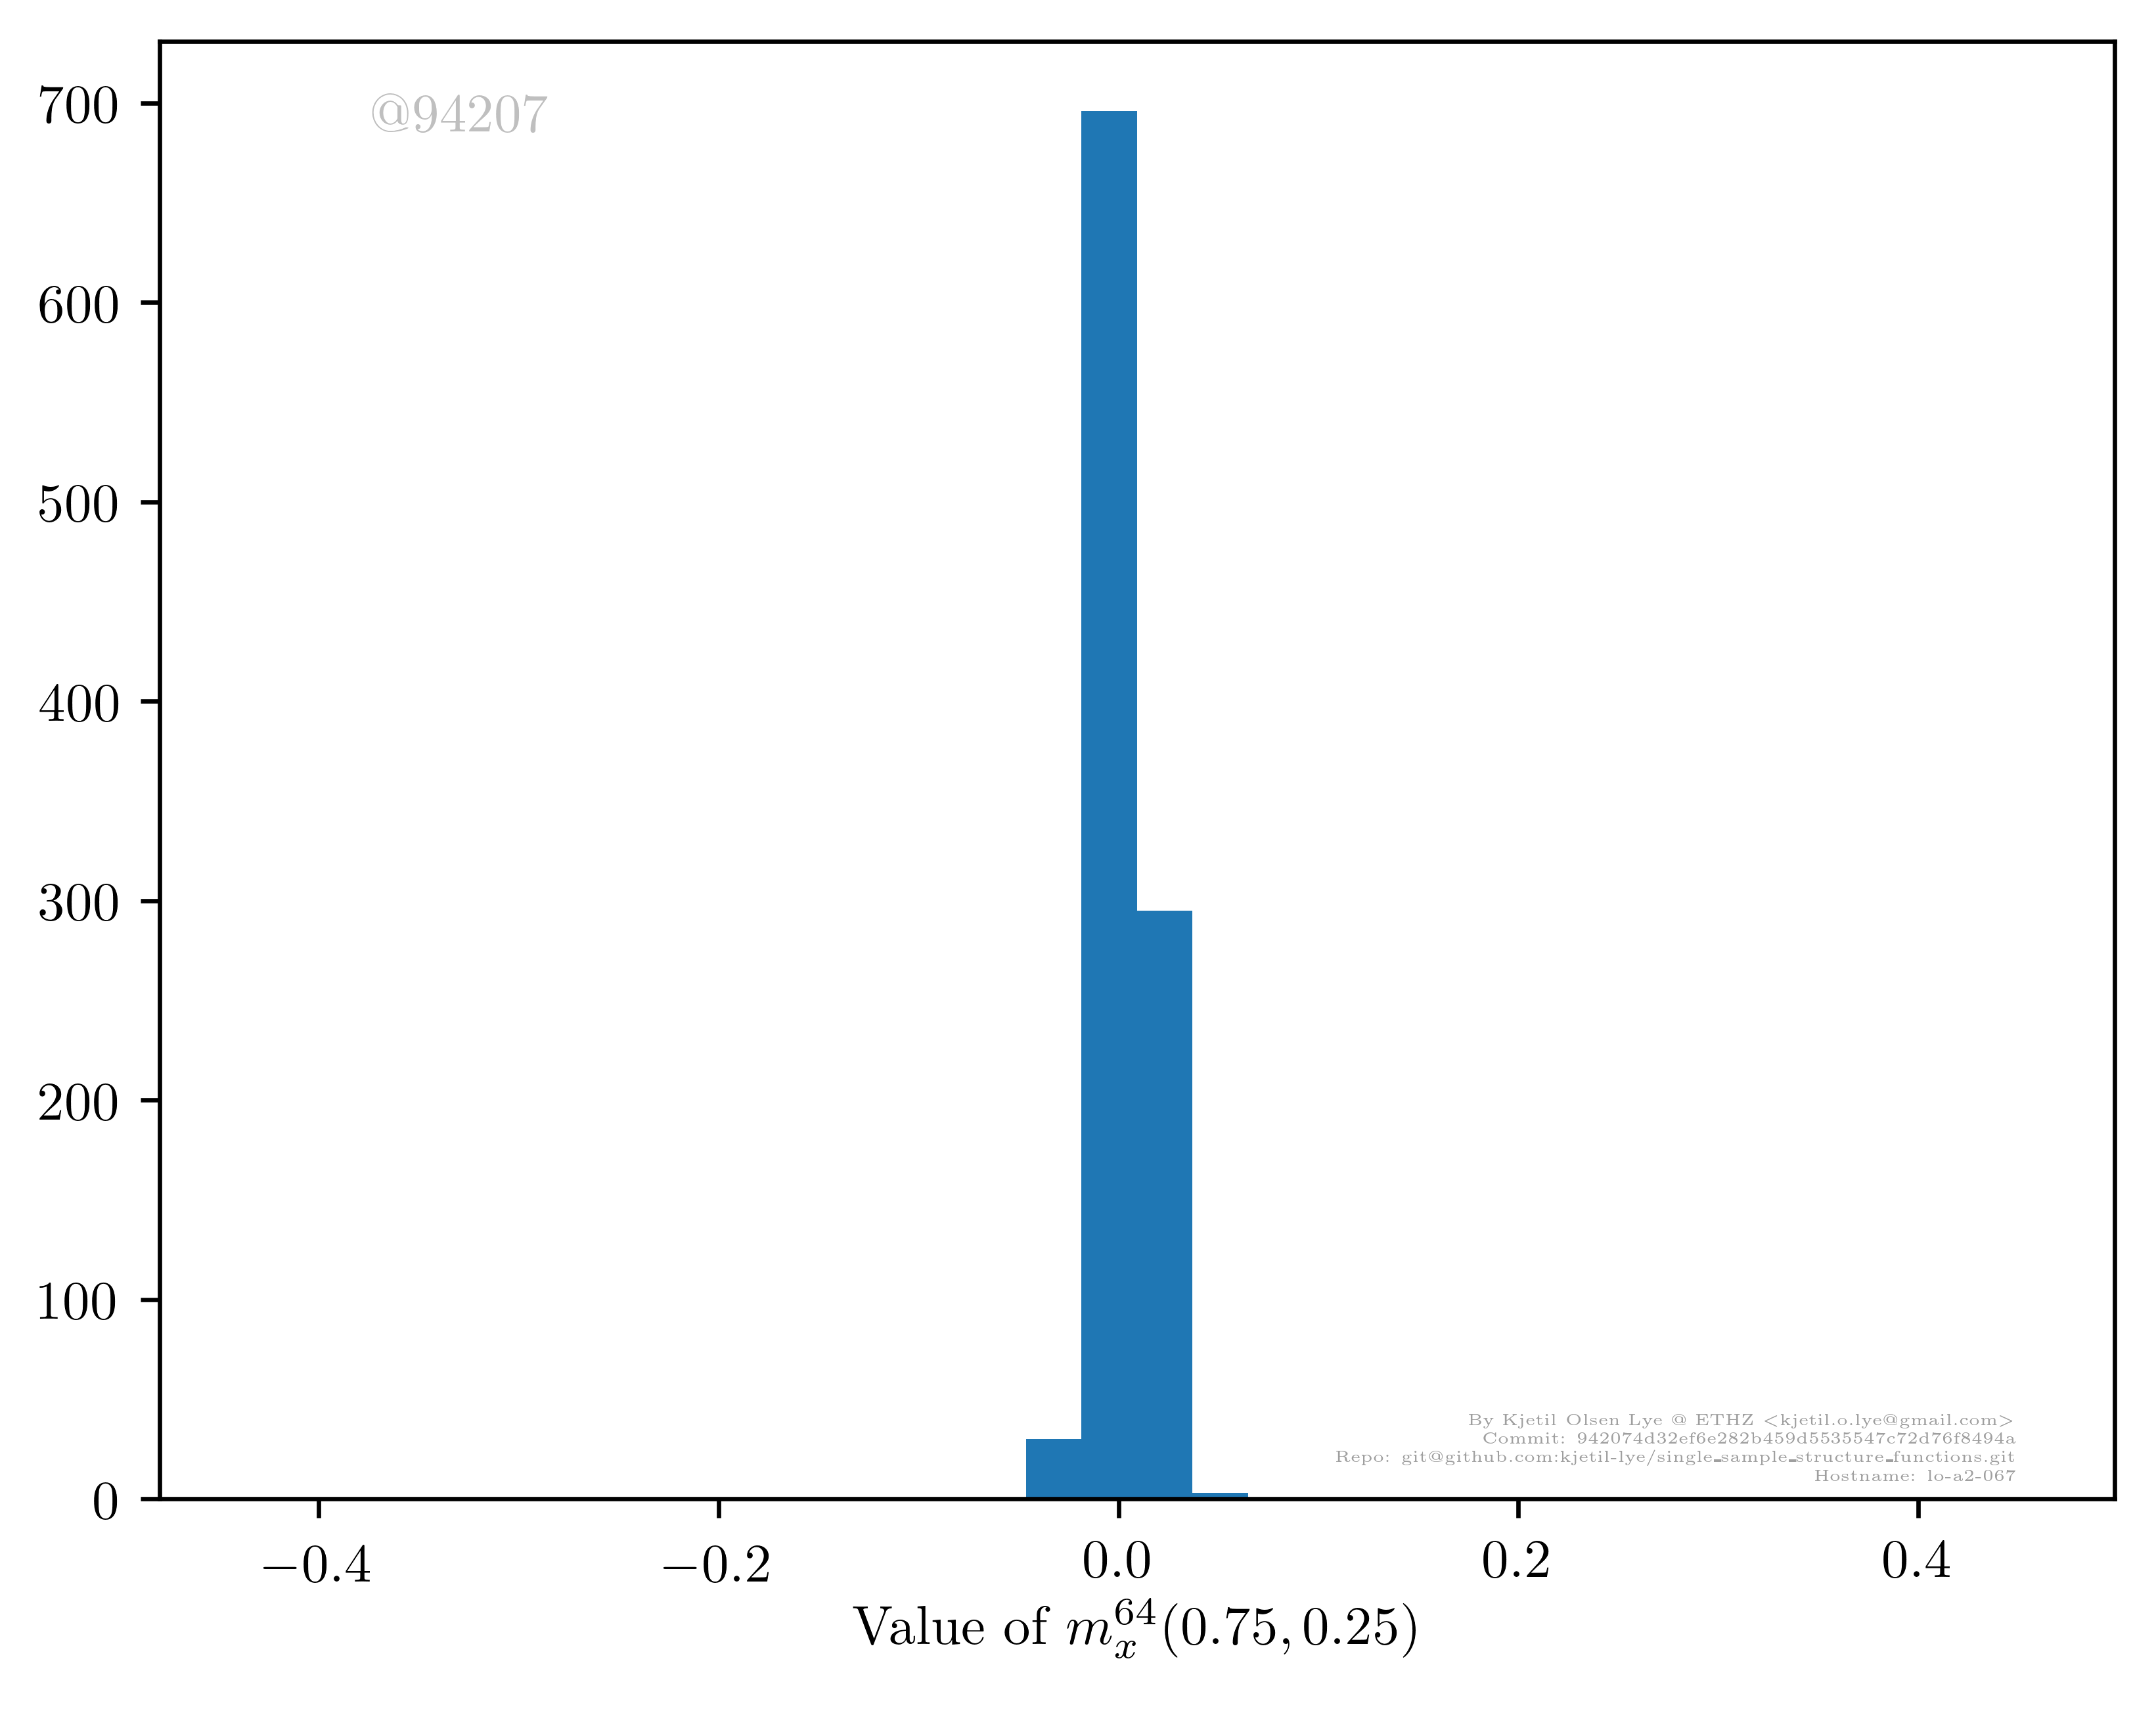 @94207
700
600
500
400
300
200
100
0
−0.4 −0.2 0.0 0.2 0.4
Value of $m_x^{64}(0.75, 0.25)$
By Kjetil Olsen Lye @ ETHZ <kjetil.o.lye@gmail.com>
Commit: 942074d32ef6e282b459d5535547c72d76f8494a
Repo: git@github.com:kjetil-lye/single_sample_structure_functions.git
Hostname: lo-a2-067